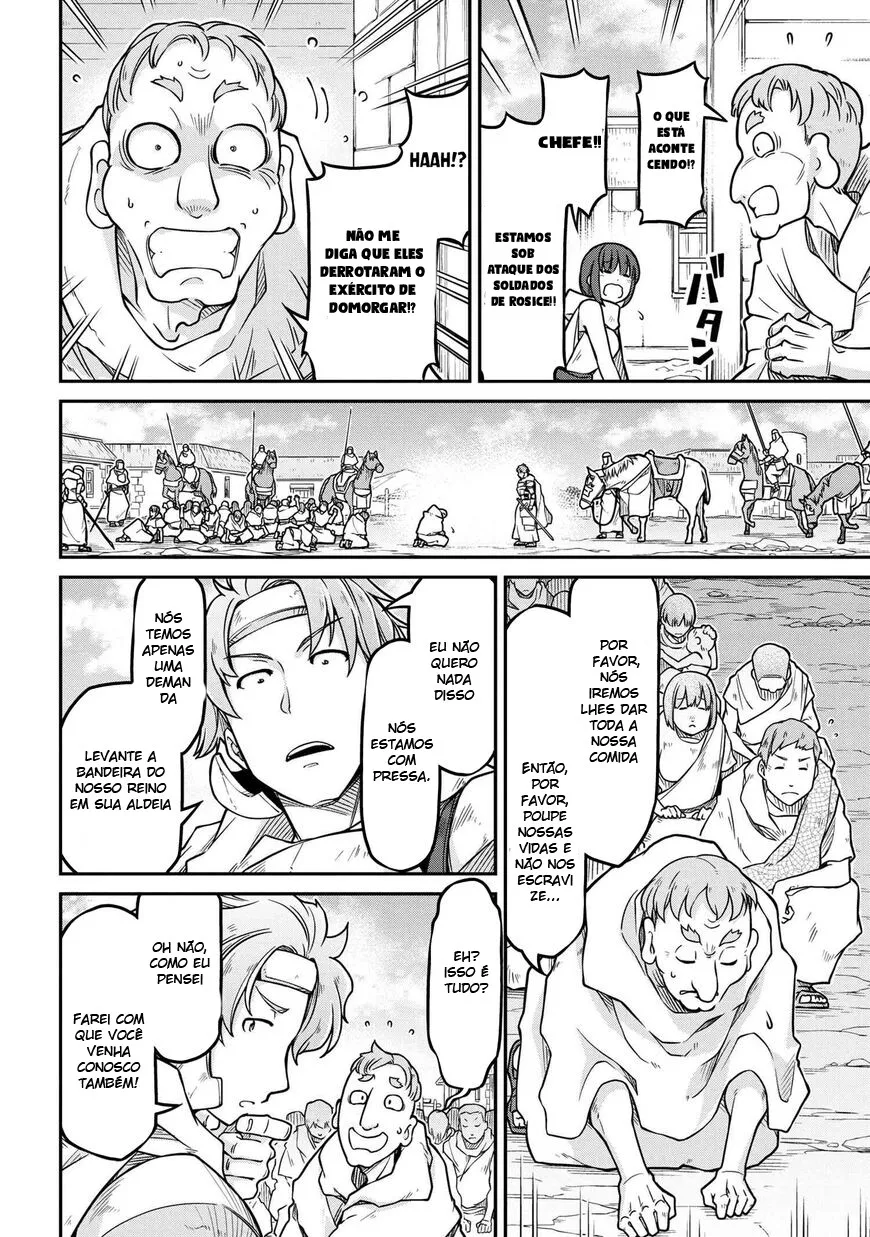 O QUE
ESTÁ
ACONTE
CENDO!?
CHEFE!!
ESTAMOS
SOB
ATAQUE DOS
SOLDADOS
DE ROSICE!!
バタン
HAAH!?
NÃO ME
DIGA QUE ELES
DERROTARAM O
EXÉRCITO DE
DOMORGAR!?
POR
FAVOR,
NÓS
IREMOS
LHES DAR
TODA A
NOSSA
COMIDA
ENTÃO,
POR
FAVOR,
POUPE
NOSSAS
VIDAS E
NÃO NOS
ESCRAVI
ZE...
EU NÃO
QUERO
NADA
DISSO
NÓS
ESTAMOS
COM
PRESSA.
NÓS
TEMOS
APENAS
UMA
DEMAN
DA
LEVANTE A
BANDEIRA DO
NOSSO REINO
EM SUA ALDEIA
EH?
ISSO É
TUDO?
OH NÃO,
COMO EU
PENSEI
FAREI COM
QUE VOCÊ
VENHA
CONOSCO
TAMBÉM!